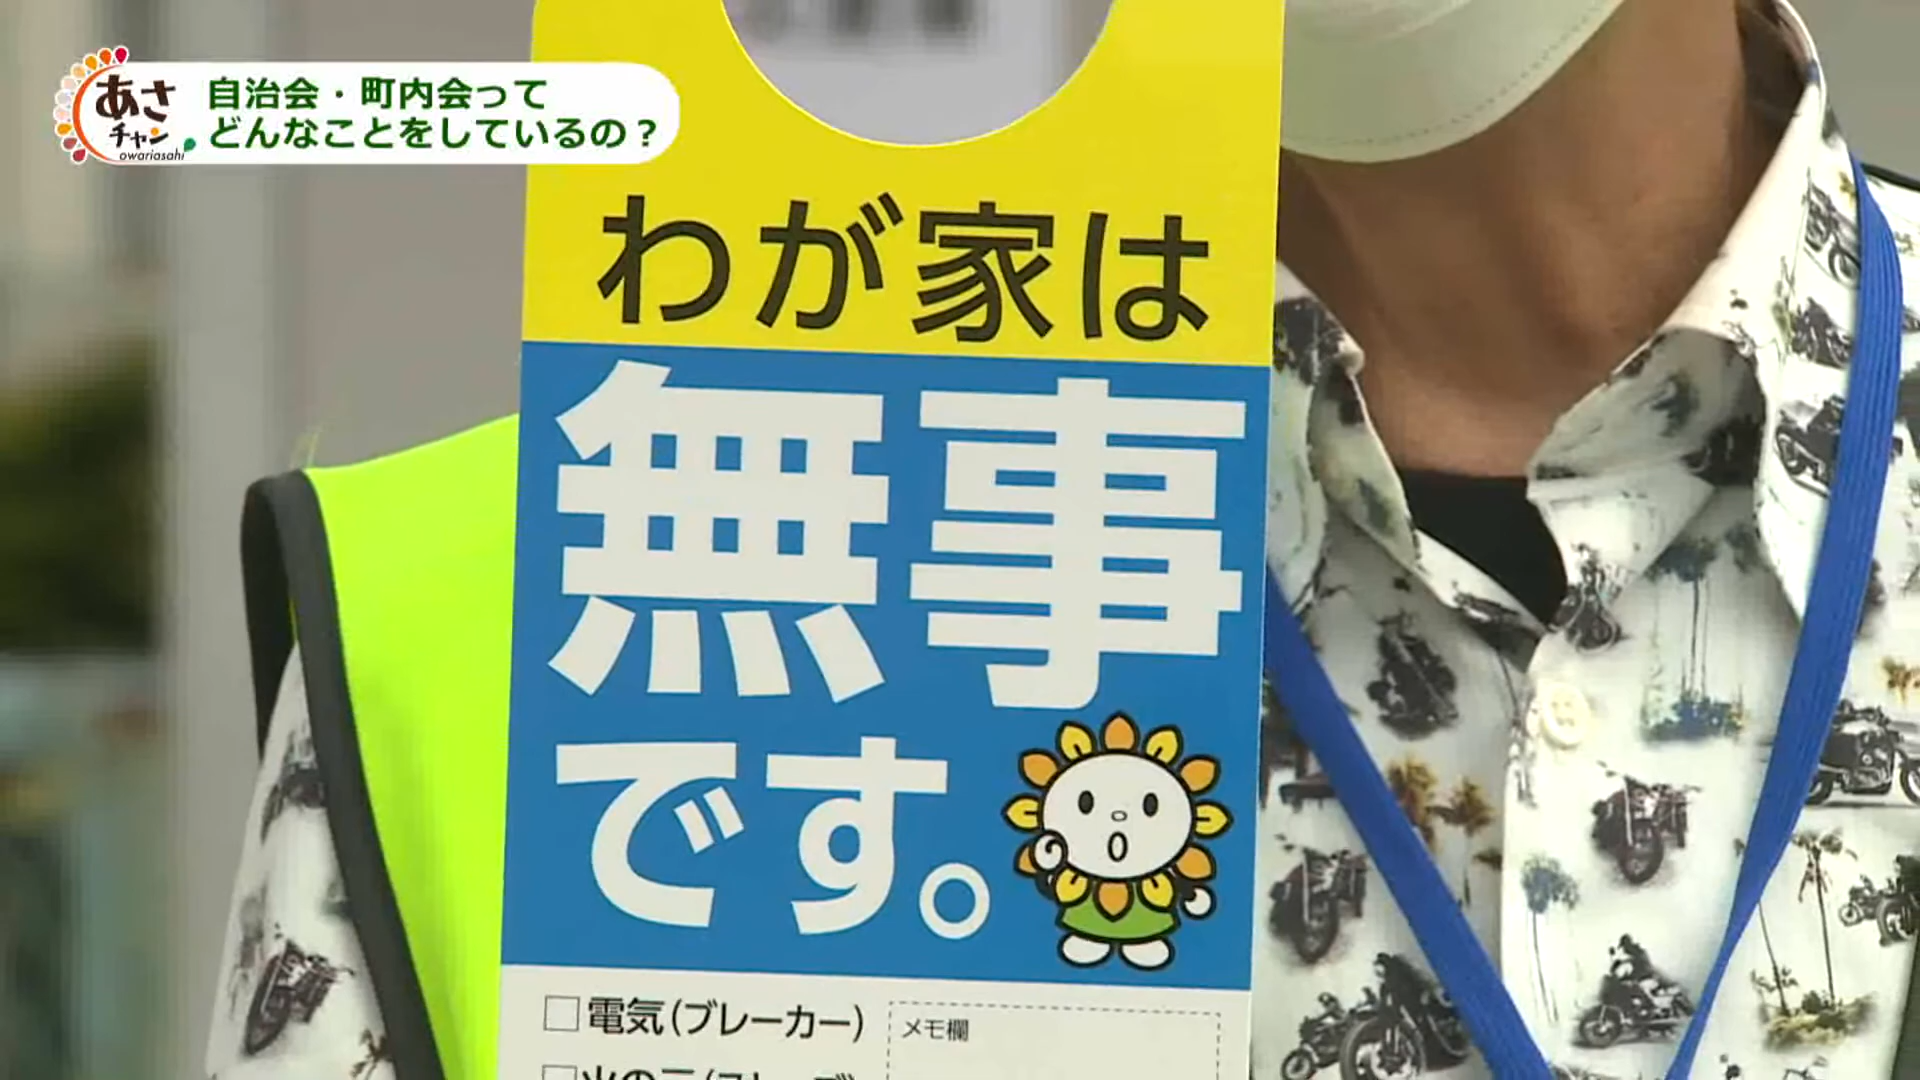 あさ
チャン
owariasahi
自治会・町内会って
どんなことをしているの？
わが家は
無事
です。
□電気(ブレーカー)
メモ欄